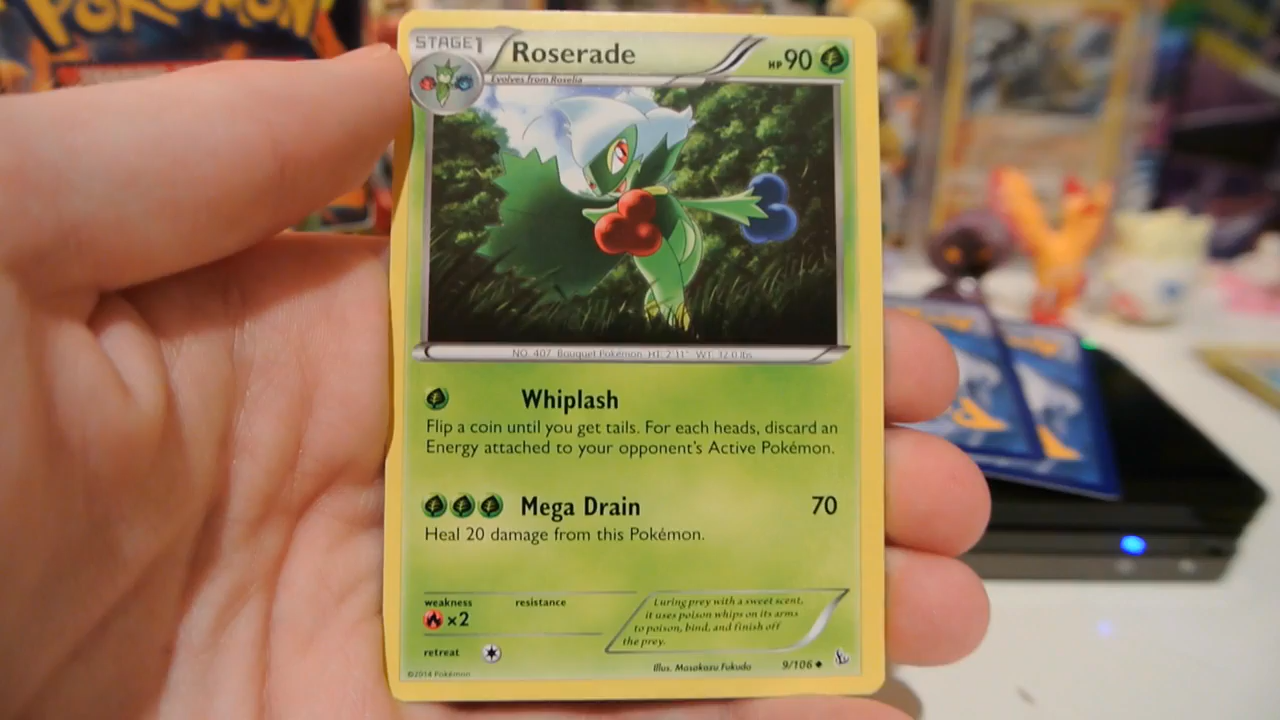 POKÉMON
STAGE 1
Roserade
HP 90
Evolves from Roselia
NO. 407 Bouquet Pokémon HT: 2'11" WT: 32.0 lbs
Whiplash
Flip a coin until you get tails. For each heads, discard an
Energy attached to your opponent's Active Pokémon.
Mega Drain 70
Heal 20 damage from this Pokémon.
weakness resistance
×2
Luring prey with a sweet scent,
it uses poison whips on its arms
to poison, bind, and finish off
the prey.
retreat
Illus. Masakazu Fukuda 9/106
©2014 Pokémon